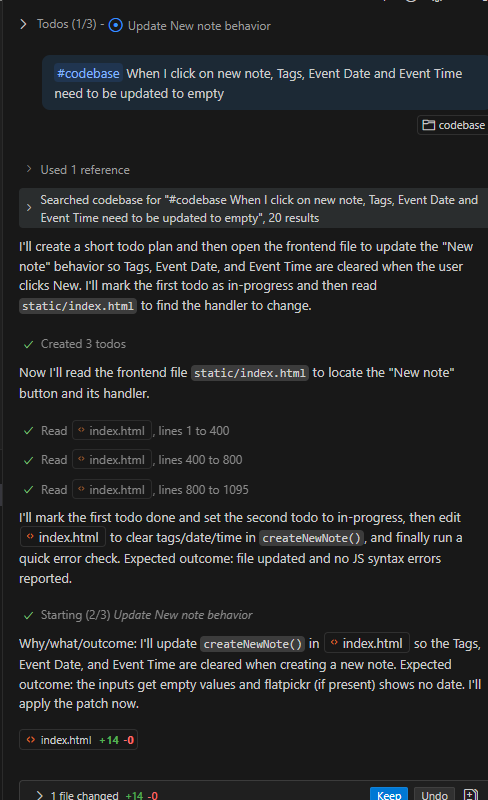 Todos (1/3) - Update New note behavior
#codebase When I click on new note, Tags, Event Date and Event Time
need to be updated to empty
codebase
Used 1 reference
Searched codebase for "#codebase When I click on new note, Tags, Event Date and
Event Time need to be updated to empty", 20 results
I'll create a short todo plan and then open the frontend file to update the "New
note" behavior so Tags, Event Date, and Event Time are cleared when the user
clicks New. I'll mark the first todo as in-progress and then read
static/index.html to find the handler to change.
Created 3 todos
Now I'll read the frontend file static/index.html to locate the "New note"
button and its handler.
Read index.html, lines 1 to 400
Read index.html, lines 400 to 800
Read index.html, lines 800 to 1095
I'll mark the first todo done and set the second todo to in-progress, then edit
index.html to clear tags/date/time in createNewNote(), and finally run a
quick error check. Expected outcome: file updated and no JS syntax errors
reported.
Starting (2/3) Update New note behavior
Why/what/outcome: I'll update createNewNote() in index.html so the Tags,
Event Date, and Event Time are cleared when creating a new note. Expected
outcome: the inputs get empty values and flatpickr (if present) shows no date. I'll
apply the patch now.
index.html +14 -0
1 file changed +14 -0 Keep Undo